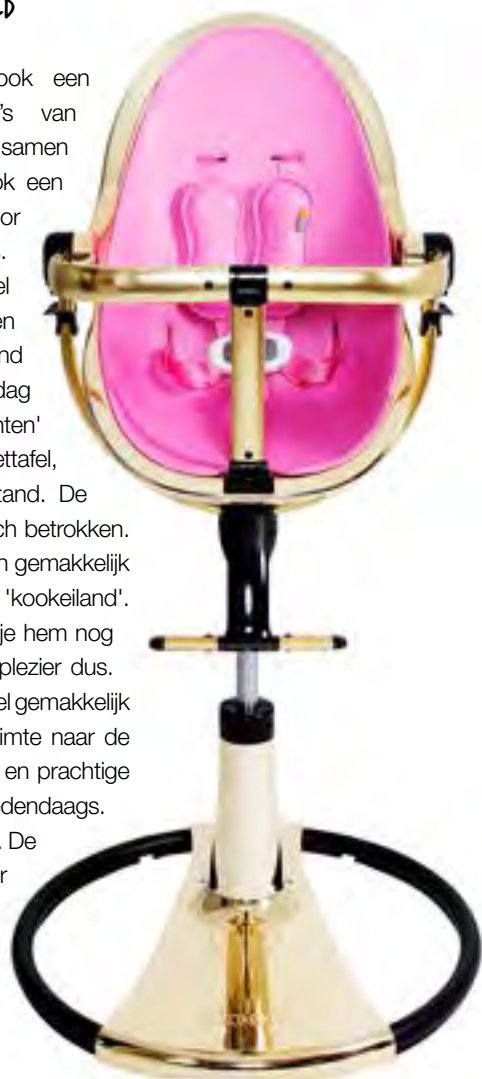 ook een
's van
samen
ok een
or
el
en
nd
dag
nten'
ettafel,
tand. De
ch betrokken.
n gemakkelijk
'kookeiland'.
je hem nog
plezier dus.
el gemakkelijk
imte naar de
en prachtige
edendaags.
. De
r